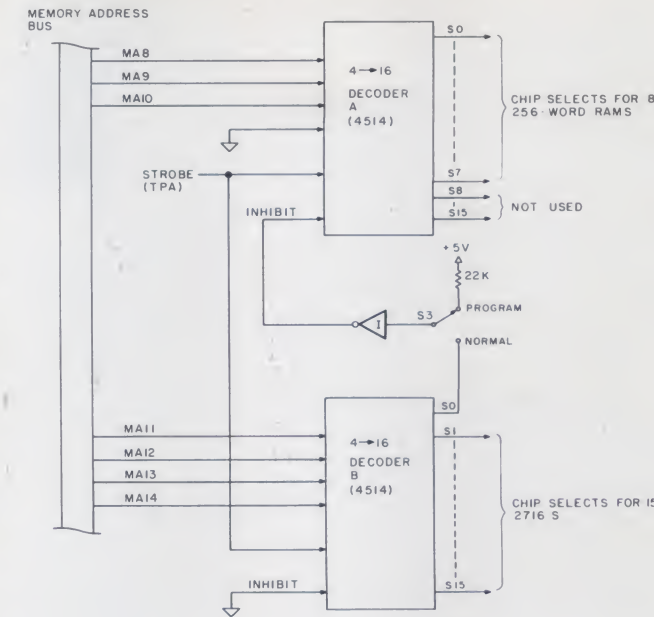 MEMORY ADDRESS
BUS
MA8
MA9
MA10
4→16
DECODER
A
(4514)
S0
S7
S8
S15
CHIP SELECTS FOR 8
256-WORD RAMS
NOT USED
STROBE
(TPA)
INHIBIT
+5V
22K
PROGRAM
S3
I
NORMAL
MA11
MA12
MA13
MA14
4→16
DECODER
B
(4514)
S0
S1
S15
CHIP SELECTS FOR 15
2716 S
INHIBIT